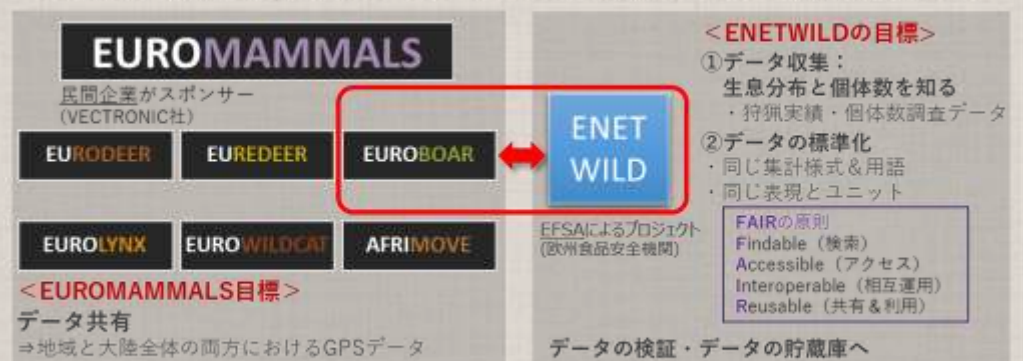 EUROMAMMALS
民間企業がスポンサー
(VECTRONIC社)
EURODEER EUREDEER EUROBOAR
EUROLYNX EUROWILDCAT AFRIMOVE
<EUROMAMMALS目標>
データ共有
⇒地域と大陸全体の両方におけるGPSデータ
ENET
WILD
EFSAによるプロジェクト
(欧州食品安全機関)
<ENETWILDの目標>
①データ収集:
生息分布と個体数を知る
・狩猟実績・個体数調査データ
②データの標準化
・同じ集計様式&用語
・同じ表現とユニット
FAIRの原則
Findable(検索)
Accessible(アクセス)
Interoperable(相互運用)
Reusable(共有&利用)
データの検証・データの貯蔵庫へ